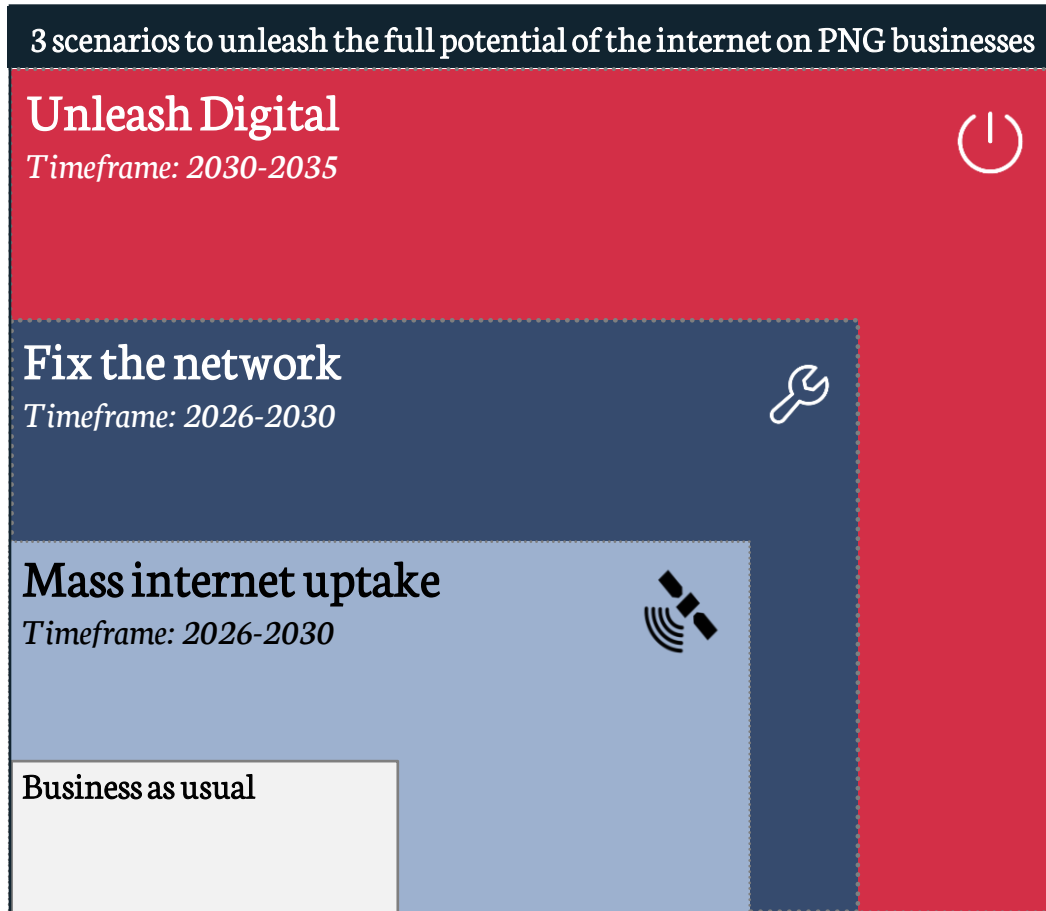 3 scenarios to unleash the full potential of the internet on PNG businesses
Unleash Digital
Timeframe: 2030-2035
Fix the network
Timeframe: 2026-2030
Mass internet uptake
Timeframe: 2026-2030
Business as usual